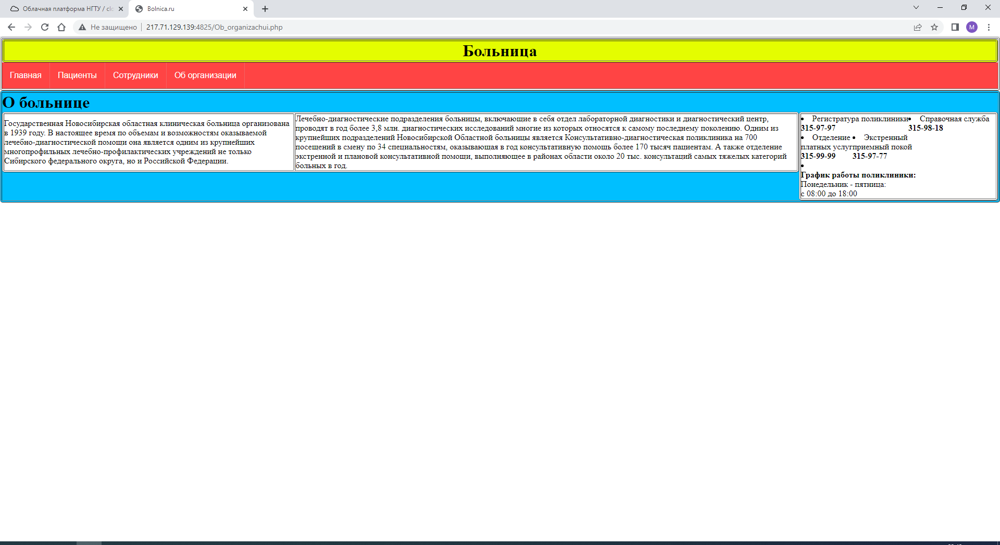 Облачная платформа НГТУ / clo
Bolnica.ru
Не защищено
217.71.129.139:4825/Ob_organizachui.php
M
Больница
Главная
Пациенты
Сотрудники
Об организации
О больнице
Государственная Новосибирская областная клиническая больница организована
в 1939 году. В настоящее время по объемам и возможностям оказываемой
лечебно-диагностической помощи она является одним из крупнейших
многопрофильных лечебно-профилактических учреждений не только
Сибирского федерального округа, но и Российской Федерации.
Лечебно-диагностические подразделения больницы, включающие в себя отдел лабораторной диагностики и диагностический центр,
проводят в год более 3,8 млн. диагностических исследований многие из которых относятся к самому последнему поколению. Одним из
крупнейших подразделений Новосибирской Областной больницы является Консультативно-диагностическая поликлиника на 700
посещений в смену по 34 специальностям, оказывающая в год консультативную помощь более 170 тысяч пациентам. А также отделение
экстренной и плановой консультативной помощи, выполняющее в районах области около 20 тыс. консультаций самых тяжелых категорий
больных в год.
• Регистратура поликлиники
315-97-97
• Справочная служба
315-98-18
• Отделение
платных услуг
315-99-99
• Экстренный
приемный покой
315-97-77
•
График работы поликлиники:
Понедельник - пятница:
с 08:00 до 18:00